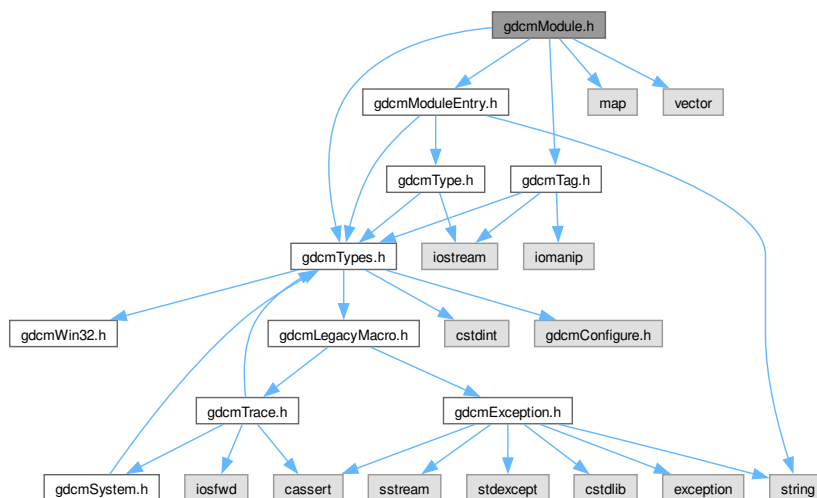 gdcmModule.h
gdcmModuleEntry.h
map
vector
gdcmType.h
gdcmTag.h
gdcmTypes.h
iostream
iomanip
gdcmWin32.h
gdcmLegacyMacro.h
cstdint
gdcmConfigure.h
gdcmTrace.h
gdcmException.h
gdcmSystem.h
iosfwd
cassert
sstream
stdexcept
cstdlib
exception
string